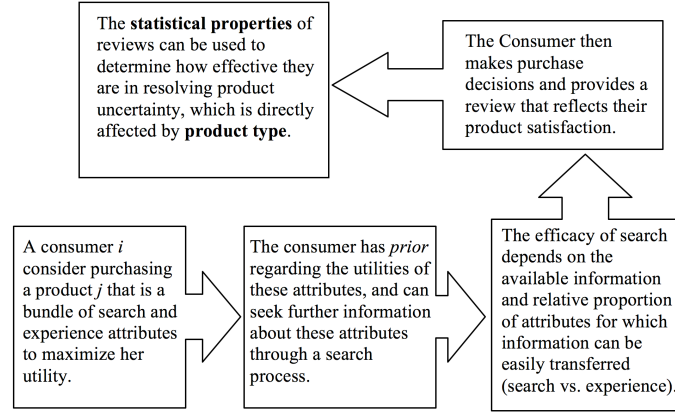 The statistical properties of
reviews can be used to
determine how effective they
are in resolving product
uncertainty, which is directly
affected by product type.
The Consumer then
makes purchase
decisions and provides a
review that reflects their
product satisfaction.
A consumer i
consider purchasing
a product j that is a
bundle of search and
experience attributes
to maximize her
utility.
The consumer has prior
regarding the utilities of
these attributes, and can
seek further information
about these attributes
through a search
process.
The efficacy of search
depends on the
available information
and relative proportion
of attributes for which
information can be
easily transferred
(search vs. experience).